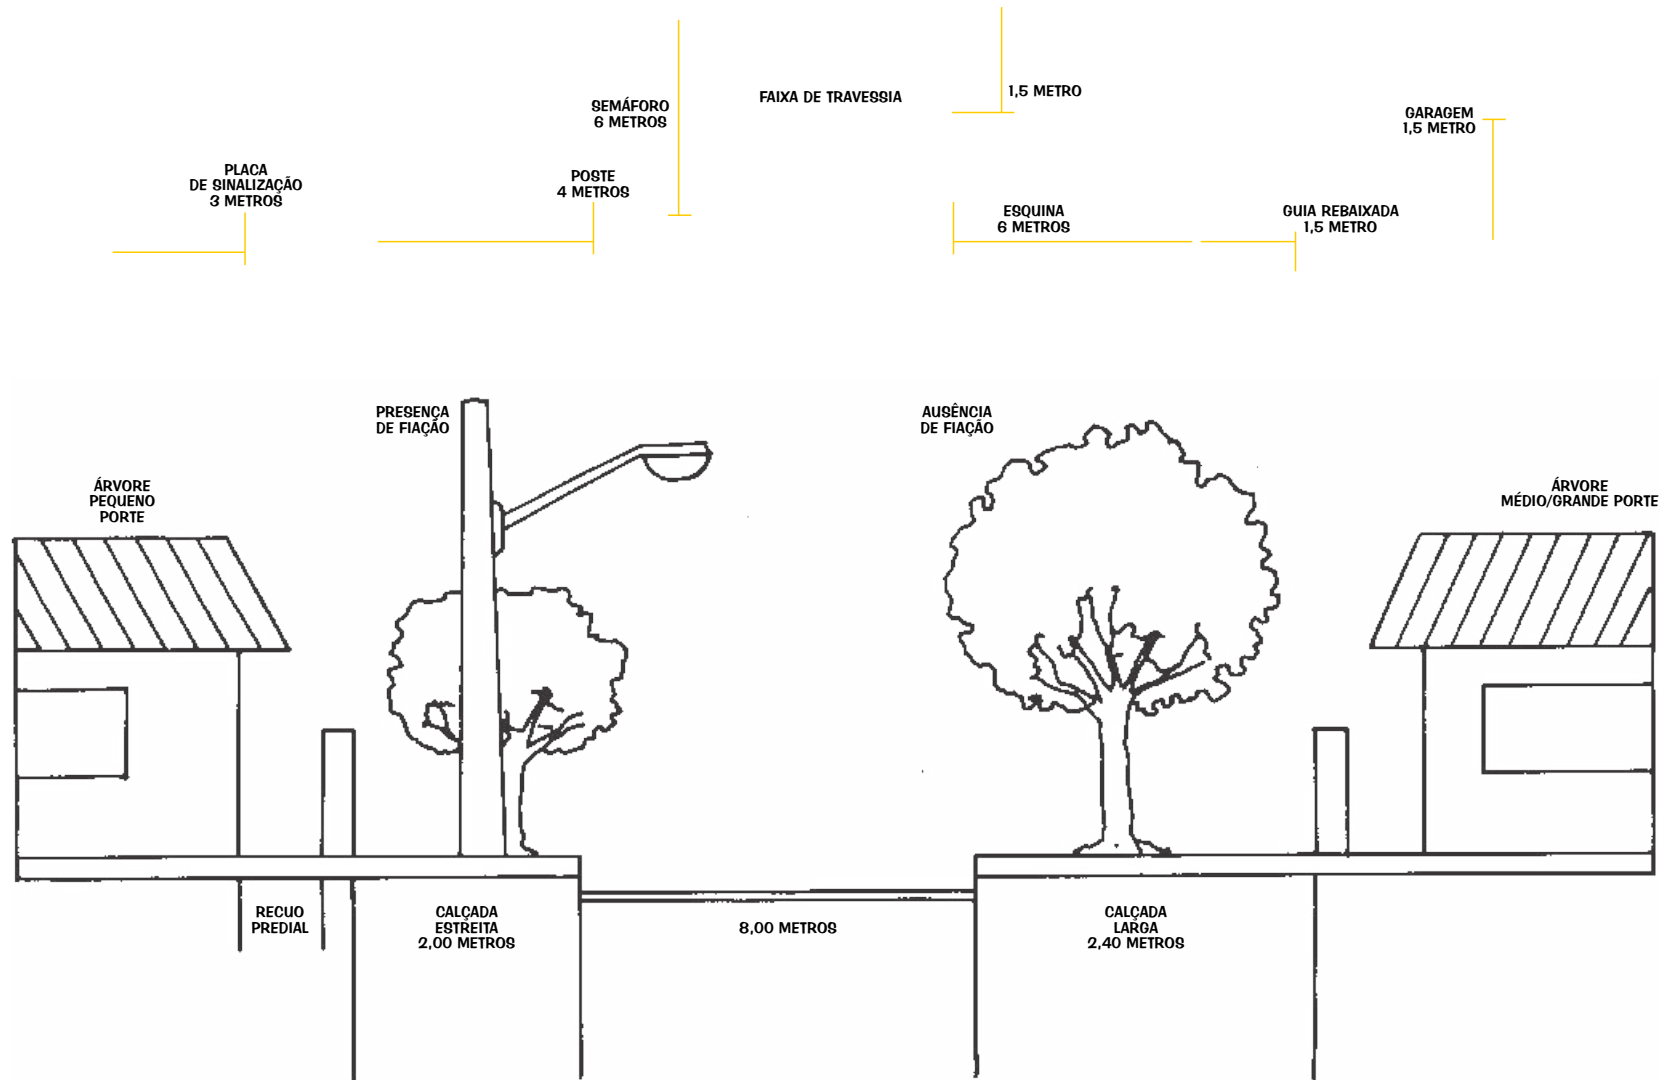 SEMÁFORO
6 METROS
FAIXA DE TRAVESSIA
1,5 METRO
GARAGEM
1,5 METRO
PLACA
DE SINALIZAÇÃO
3 METROS
POSTE
4 METROS
ESQUINA
6 METROS
GUIA REBAIXADA
1,5 METRO
PRESENÇA
DE FIAÇÃO
AUSÊNCIA
DE FIAÇÃO
ÁRVORE
PEQUENO
PORTE
ÁRVORE
MÉDIO/GRANDE PORTE
RECUO
PREDIAL
CALÇADA
ESTREITA
2,00 METROS
8,00 METROS
CALÇADA
LARGA
2,40 METROS